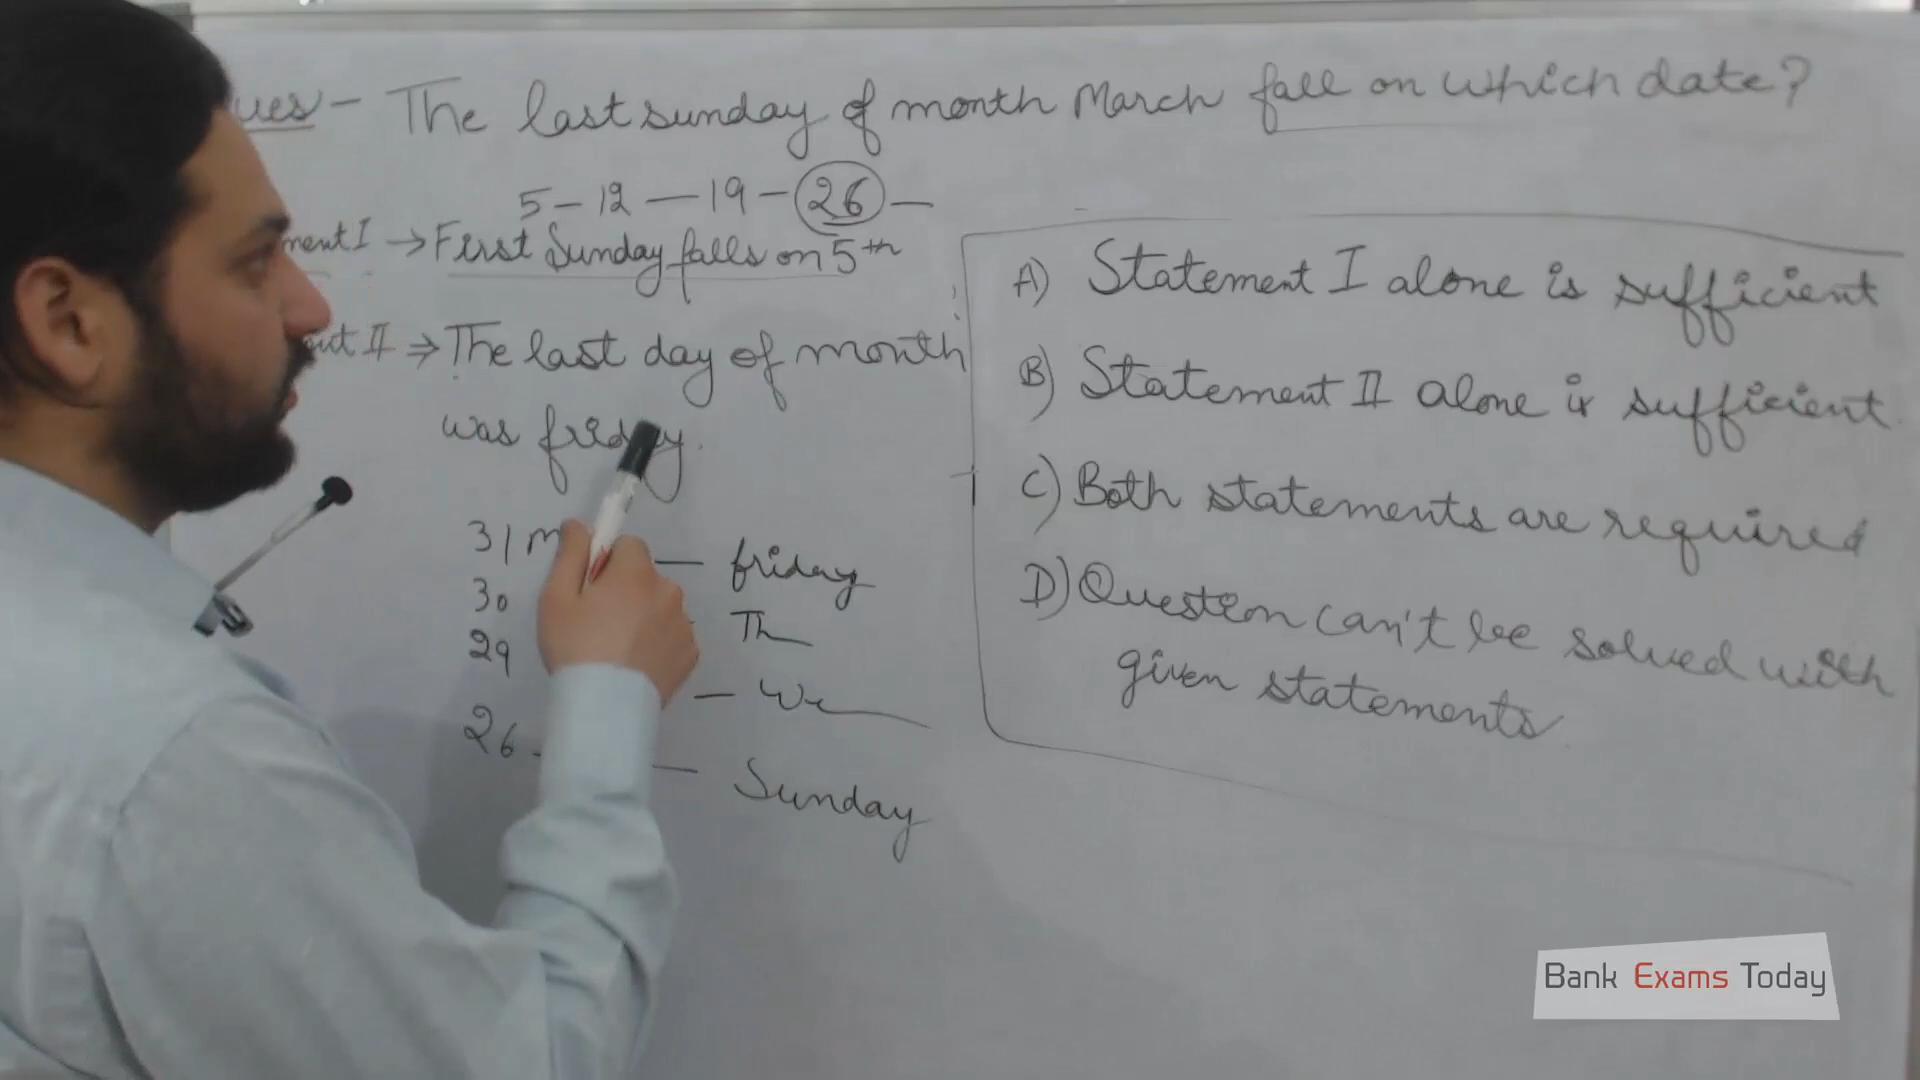 ues - The last sunday of month March fall on which date?
5 - 12 - 19 - 26 -
ment I → First Sunday falls on 5th
ment II ⇒ The last day of month
was friday.
31 M — friday
30 Th
29 — We
26 - — Sunday
A) Statement I alone is sufficient
B) Statement II alone is sufficient
C) Both statements are required
D) Question can't be solved with
given statements
Bank Exams Today